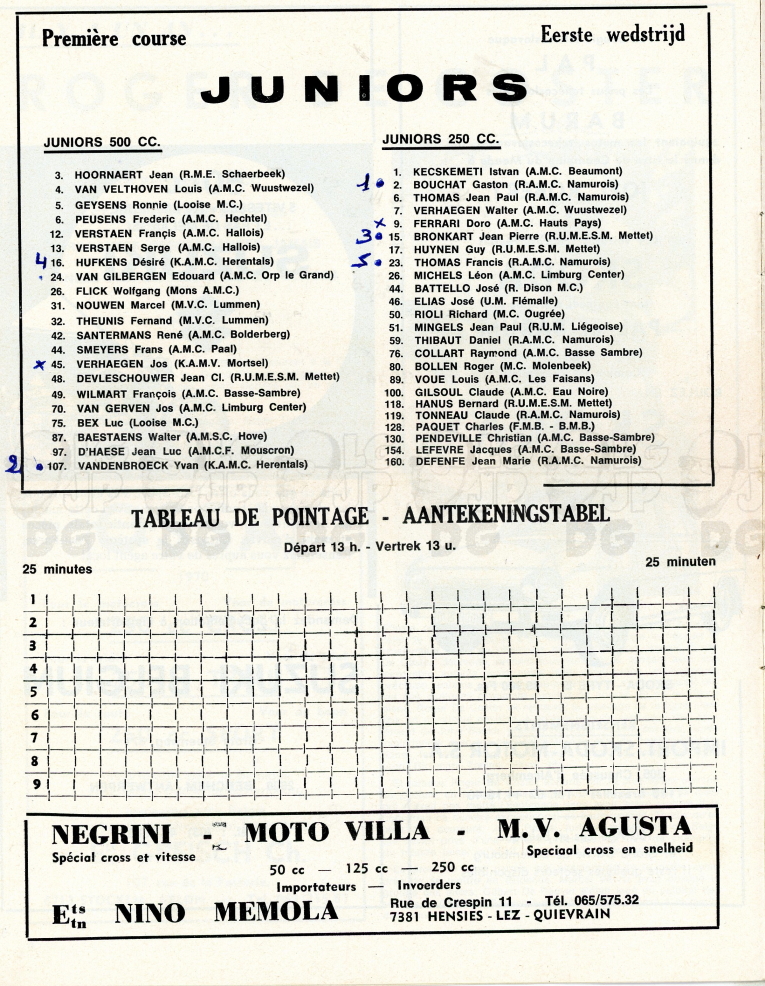 Première course
Eerste wedstrijd
JUNIORS
JUNIORS 500 CC.
3. HOORNAERT Jean (R.M.E. Schaerbeek)
4. VAN VELTHOVEN Louis (A.M.C. Wuustwezel)
5. GEYSENS Ronnie (Looise M.C.)
6. PEUSENS Frederic (A.M.C. Hechtel)
12. VERSTAEN Françis (A.M.C. Hallois)
13. VERSTAEN Serge (A.M.C. Hallois)
4 16. HUFKENS Désiré (K.A.M.C. Herentals)
24. VAN GILBERGEN Edouard (A.M.C. Orp le Grand)
26. FLICK Wolfgang (Mons A.M.C.)
31. NOUWEN Marcel (M.V.C. Lummen)
32. THEUNIS Fernand (M.V.C. Lummen)
42. SANTERMANS René (A.M.C. Bolderberg)
44. SMEYERS Frans (A.M.C. Paal)
x 45. VERHAEGEN Jos (K.A.M.V. Mortsel)
48. DEVLESCHOUWER Jean Cl. (R.U.M.E.S.M. Mettet)
49. WILMART François (A.M.C. Basse-Sambre)
70. VAN GERVEN Jos (A.M.C. Limburg Center)
75. BEX Luc (Looise M.C.)
87. BAESTAENS Walter (A.M.S.C. Hove)
97. D'HAESE Jean Luc (A.M.C.F. Mouscron)
2 • 107. VANDENBROECK Yvan (K.A.M.C. Herentals)
JUNIORS 250 CC.
1. KECSKEMETI Istvan (A.M.C. Beaumont)
1 • 2. BOUCHAT Gaston (R.A.M.C. Namurois)
6. THOMAS Jean Paul (R.A.M.C. Namurois)
7. VERHAEGEN Walter (A.M.C. Wuustwezel)
x 9. FERRARI Doro (A.M.C. Hauts Pays)
3 • 15. BRONKART Jean Pierre (R.U.M.E.S.M. Mettet)
17. HUYNEN Guy (R.U.M.E.S.M. Mettet)
5 • 23. THOMAS Francis (R.A.M.C. Namurois)
26. MICHELS Léon (A.M.C. Limburg Center)
44. BATTELLO José (R. Dison M.C.)
46. ELIAS José (U.M. Flémalle)
50. RIOLI Richard (M.C. Ougrée)
51. MINGELS Jean Paul (R.U.M. Liégeoise)
59. THIBAUT Daniel (R.A.M.C. Namurois)
76. COLLART Raymond (A.M.C. Basse Sambre)
80. BOLLEN Roger (M.C. Molenbeek)
89. VOUE Louis (A.M.C. Les Faisans)
100. GILSOUL Claude (A.M.C. Eau Noire)
118. HANUS Bernard (R.U.M.E.S.M. Mettet)
119. TONNEAU Claude (R.A.M.C. Namurois)
128. PAQUET Charles (F.M.B. - B.M.B.)
130. PENDEVILLE Christian (A.M.C. Basse-Sambre)
154. LEFEVRE Jacques (A.M.C. Basse-Sambre)
160. DEFENFE Jean Marie (R.A.M.C. Namurois)
TABLEAU DE POINTAGE - AANTEKENINGSTABEL
Départ 13 h. - Vertrek 13 u.
25 minutes
25 minuten
1
2
3
4
5
6
7
8
9
NEGRINI - MOTO VILLA - M.V. AGUSTA
Spécial cross et vitesse
Speciaal cross en snelheid
50 cc — 125 cc — 250 cc
Importateurs — Invoerders
Ets
tn NINO MEMOLA
Rue de Crespin 11 - Tél. 065/575.32
7381 HENSIES - LEZ - QUIEVRAIN